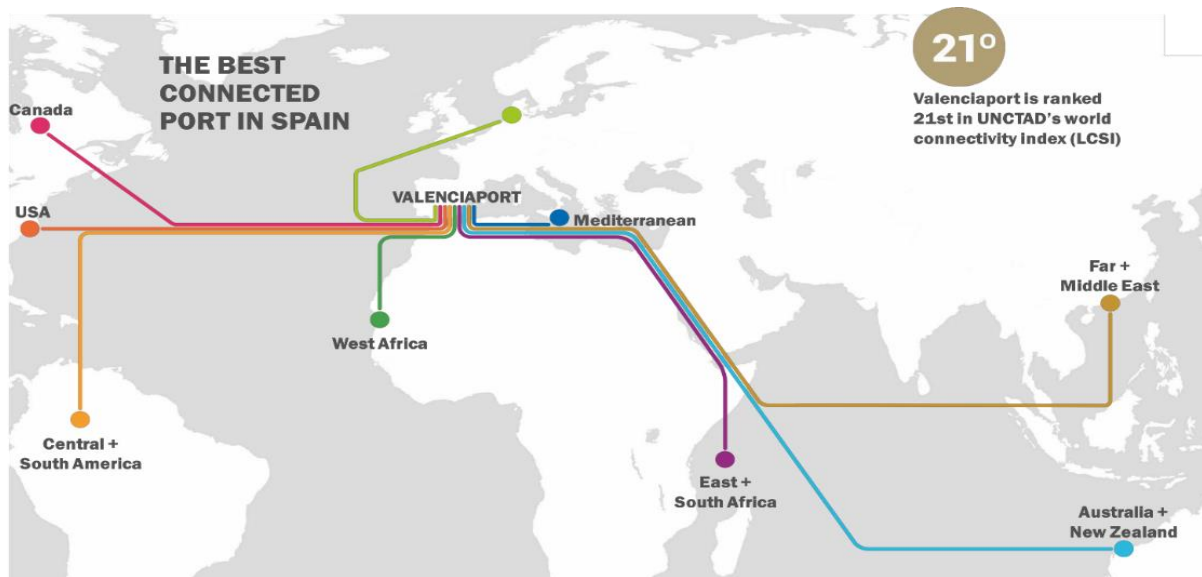 THE BEST
CONNECTED
PORT IN SPAIN
21º
Valenciaport is ranked
21st in UNCTAD's world
connectivity index (LCSI)
Canada
USA
VALENCIAPORT
Mediterranean
West Africa
Far +
Middle East
Central +
South America
East +
South Africa
Australia +
New Zealand